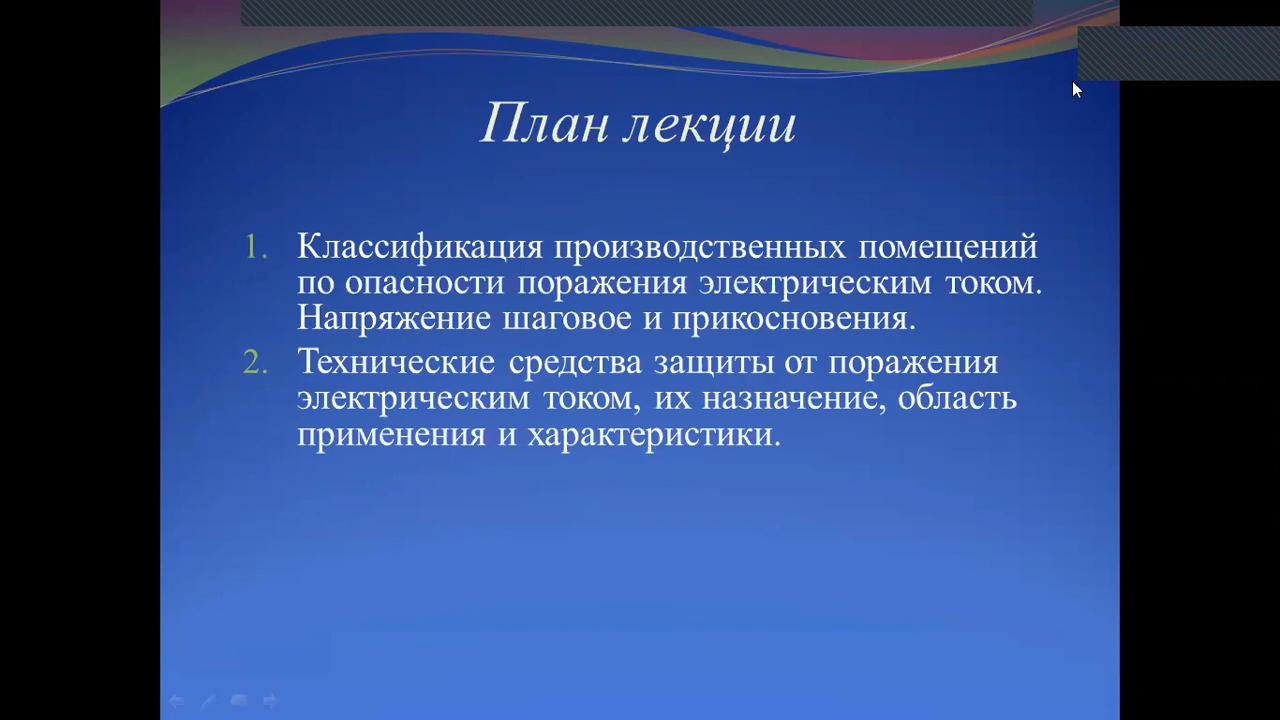 План лекции
1. Классификация производственных помещений
по опасности поражения электрическим током.
Напряжение шаговое и прикосновения.
2. Технические средства защиты от поражения
электрическим током, их назначение, область
применения и характеристики.